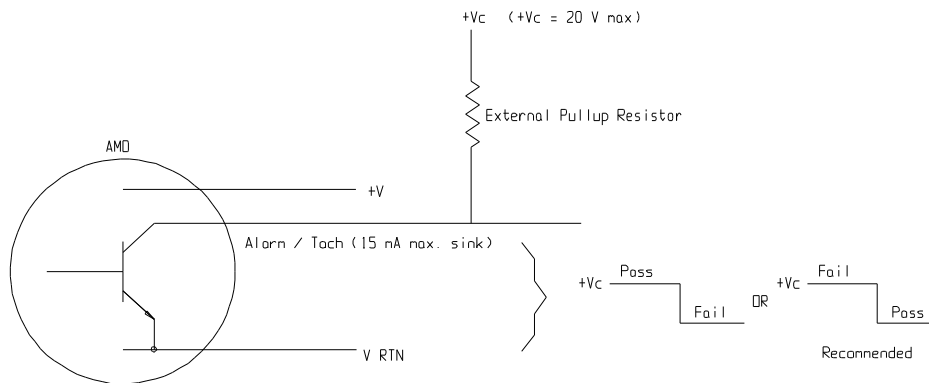 +Vc (+Vc = 20 V max)
External Pullup Resistor
AMD
+V
Alarm / Tach (15 mA max. sink)
+Vc
Pass
Fail
OR
+Vc
Fail
Pass
V RTN
Recommended